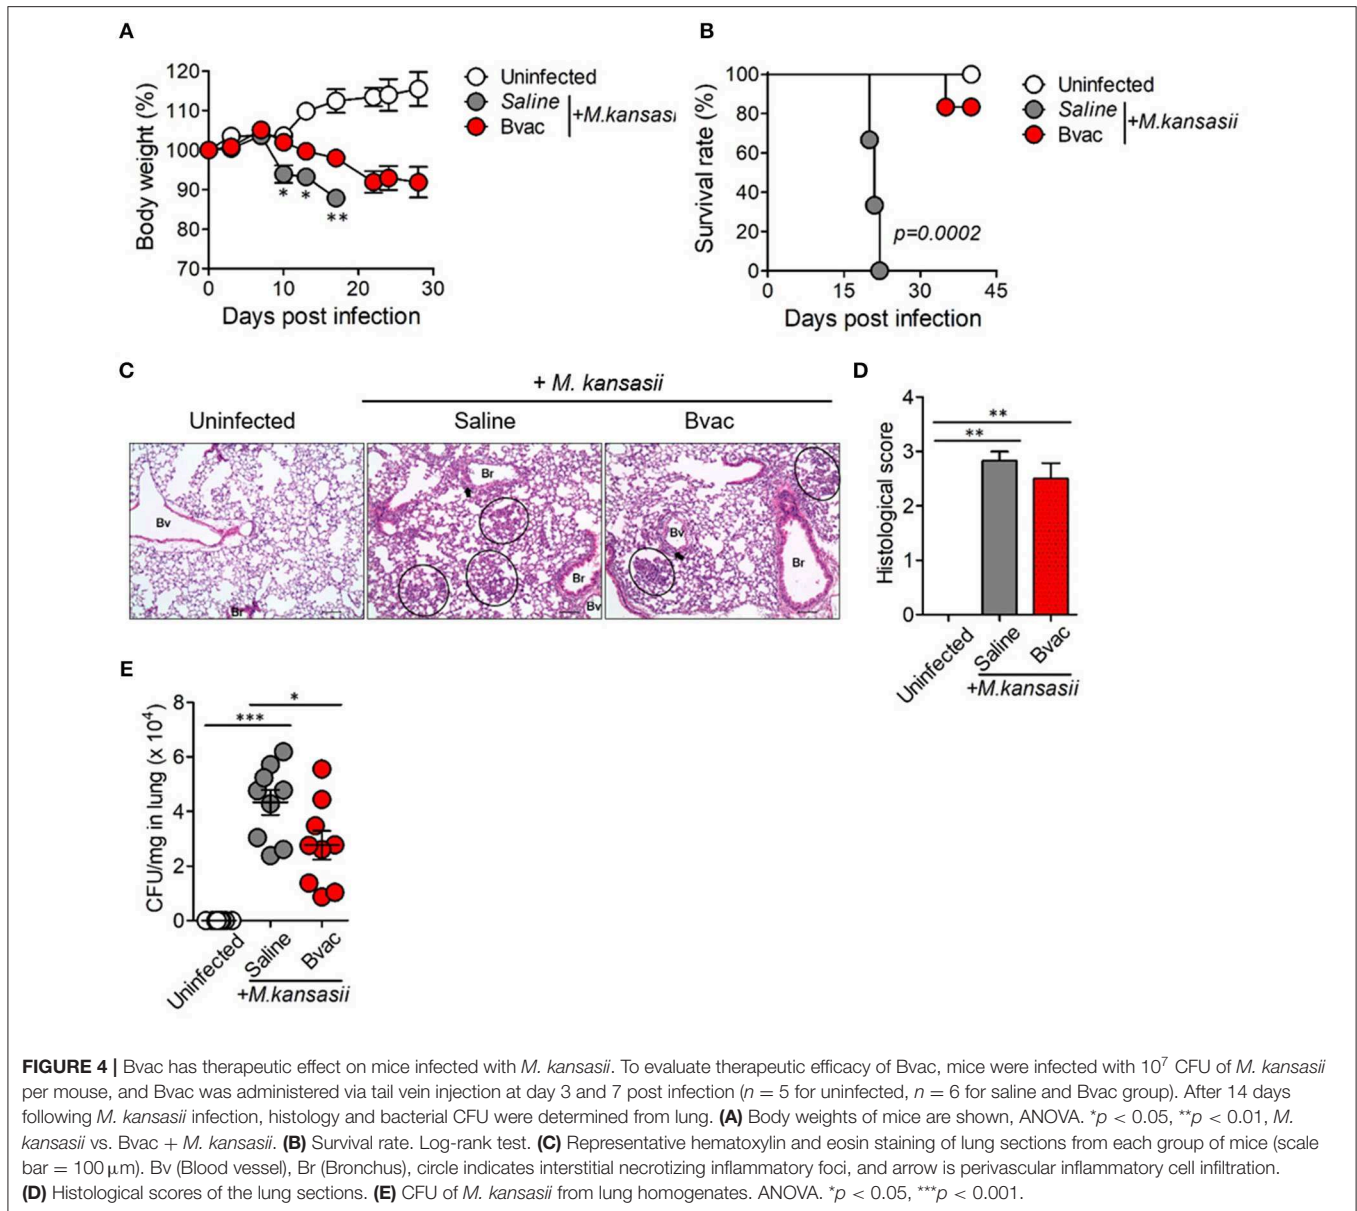 A
B
120
110
100
90
80
70
Body weight (%)
* * **
0 10 20 30
Days post infection
Uninfected
Saline
Bvac
+M.kansasi
100
80
60
40
20
0
Survival rate (%)
p=0.0002
0 15 30 45
Days post infection
Uninfected
Saline
Bvac
+M.kansasii
C
+ M. kansasii
Uninfected Saline Bvac
Bv
Br
Br
Br
Bv
Bv
Br
D
4
3
2
1
0
Histological score
**
**
Uninfected
Saline
Bvac
+M.kansasii
E
8
6
4
2
0
CFU/mg in lung (x 10⁴)
*
***
Uninfected
Saline
Bvac
+M.kansasii
FIGURE 4 | Bvac has therapeutic effect on mice infected with M. kansasii. To evaluate therapeutic efficacy of Bvac, mice were infected with 10⁷ CFU of M. kansasii
per mouse, and Bvac was administered via tail vein injection at day 3 and 7 post infection (n = 5 for uninfected, n = 6 for saline and Bvac group). After 14 days
following M. kansasii infection, histology and bacterial CFU were determined from lung. (A) Body weights of mice are shown, ANOVA. *p < 0.05, **p < 0.01, M.
kansasii vs. Bvac + M. kansasii. (B) Survival rate. Log-rank test. (C) Representative hematoxylin and eosin staining of lung sections from each group of mice (scale
bar = 100 μm). Bv (Blood vessel), Br (Bronchus), circle indicates interstitial necrotizing inflammatory foci, and arrow is perivascular inflammatory cell infiltration.
(D) Histological scores of the lung sections. (E) CFU of M. kansasii from lung homogenates. ANOVA. *p < 0.05, ***p < 0.001.